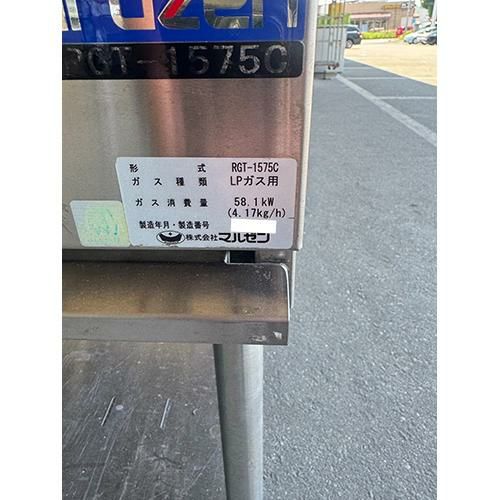 RGT-1575C
形 式 RGT-1575C
ガス種類 LPガス用
ガス消費量 58.1kW
(4.17kg/h)
製造年月・製造番号
株式会社マルゼン